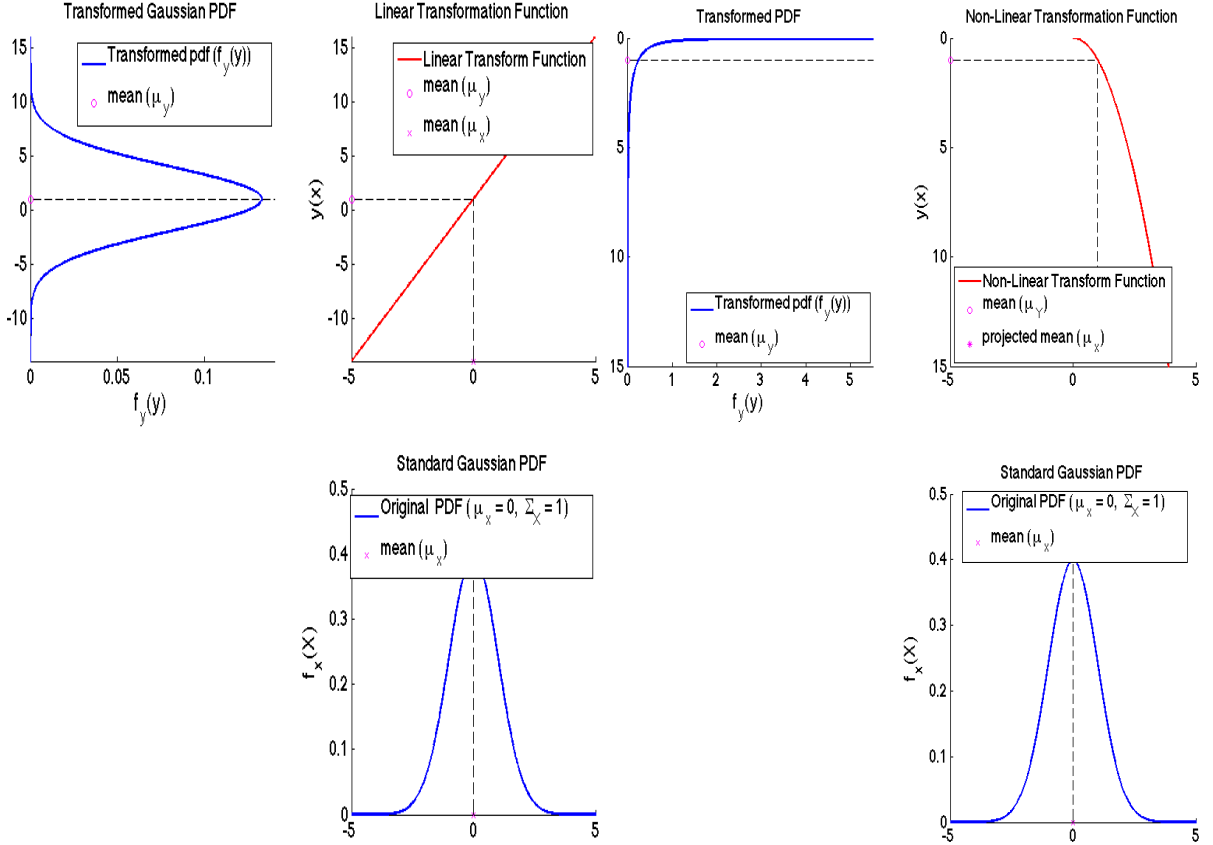 Transformed Gaussian PDF
Transformed pdf (f_y(y))
mean (μ_y)
15
10
5
0
-5
-10
0
0.05
0.1
f_y(y)
Linear Transformation Function
Linear Transform Function
mean (μ_y)
mean (μ_x)
y(x)
15
10
5
0
-5
-10
-5
0
5
Transformed PDF
0
5
10
15
Transformed pdf (f_y(y))
mean (μ_y)
0
1
2
3
4
5
f_y(y)
Non-Linear Transformation Function
y(x)
0
5
10
15
Non-Linear Transform Function
mean (μ_Y)
projected mean (μ_x)
-5
0
5
Standard Gaussian PDF
Original PDF (μ_x = 0, Σ_X = 1)
mean (μ_x)
f_x(X)
0.5
0.4
0.3
0.2
0.1
0
-5
0
5
Standard Gaussian PDF
Original PDF (μ_x = 0, Σ_X = 1)
mean (μ_x)
f_x(X)
0.5
0.4
0.3
0.2
0.1
0
-5
0
5